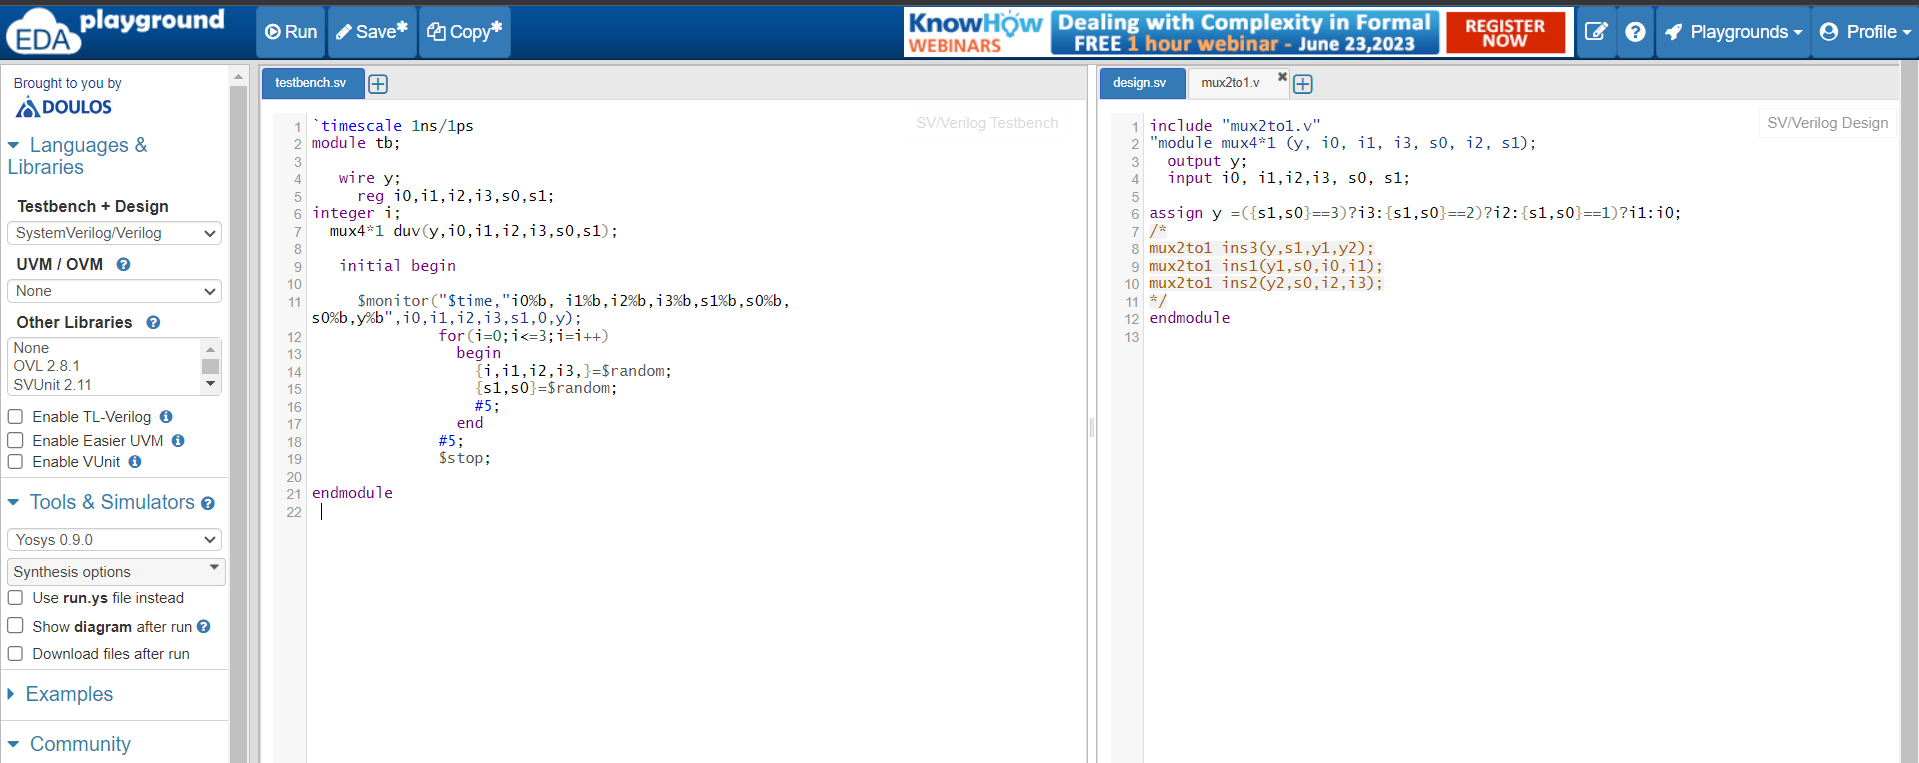 EDA playground
Run
Save*
Copy*
KnowHow WEBINARS
Dealing with Complexity in Formal
FREE 1 hour webinar - June 23,2023
REGISTER NOW
Playgrounds
Profile
Brought to you by
DOULOS
Languages & Libraries
Testbench + Design
SystemVerilog/Verilog
UVM / OVM
None
Other Libraries
None
OVL 2.8.1
SVUnit 2.11
Enable TL-Verilog
Enable Easier UVM
Enable VUnit
Tools & Simulators
Yosys 0.9.0
Synthesis options
Use run.ys file instead
Show diagram after run
Download files after run
Examples
Community
testbench.sv
SV/Verilog Testbench
1 `timescale 1ns/1ps
2 module tb;
3
4 wire y;
5 reg i0,i1,i2,i3,s0,s1;
6 integer i;
7 mux4*1 duv(y,i0,i1,i2,i3,s0,s1);
8
9 initial begin
10
11 $monitor("$time,"i0%b, i1%b,i2%b,i3%b,s1%b,s0%b,
s0%b,y%b",i0,i1,i2,i3,s1,0,y);
12 for(i=0;i<=3;i=i++)
13 begin
14 {i,i1,i2,i3,}=$random;
15 {s1,s0}=$random;
16 #5;
17 end
18 #5;
19 $stop;
20
21 endmodule
22
design.sv
mux2to1.v
SV/Verilog Design
1 include "mux2to1.v"
2 "module mux4*1 (y, i0, i1, i3, s0, i2, s1);
3 output y;
4 input i0, i1,i2,i3, s0, s1;
5
6 assign y =({s1,s0}==3)?i3:{s1,s0}==2)?i2:{s1,s0}==1)?i1:i0;
7 /*
8 mux2to1 ins3(y,s1,y1,y2);
9 mux2to1 ins1(y1,s0,i0,i1);
10 mux2to1 ins2(y2,s0,i2,i3);
11 */
12 endmodule
13